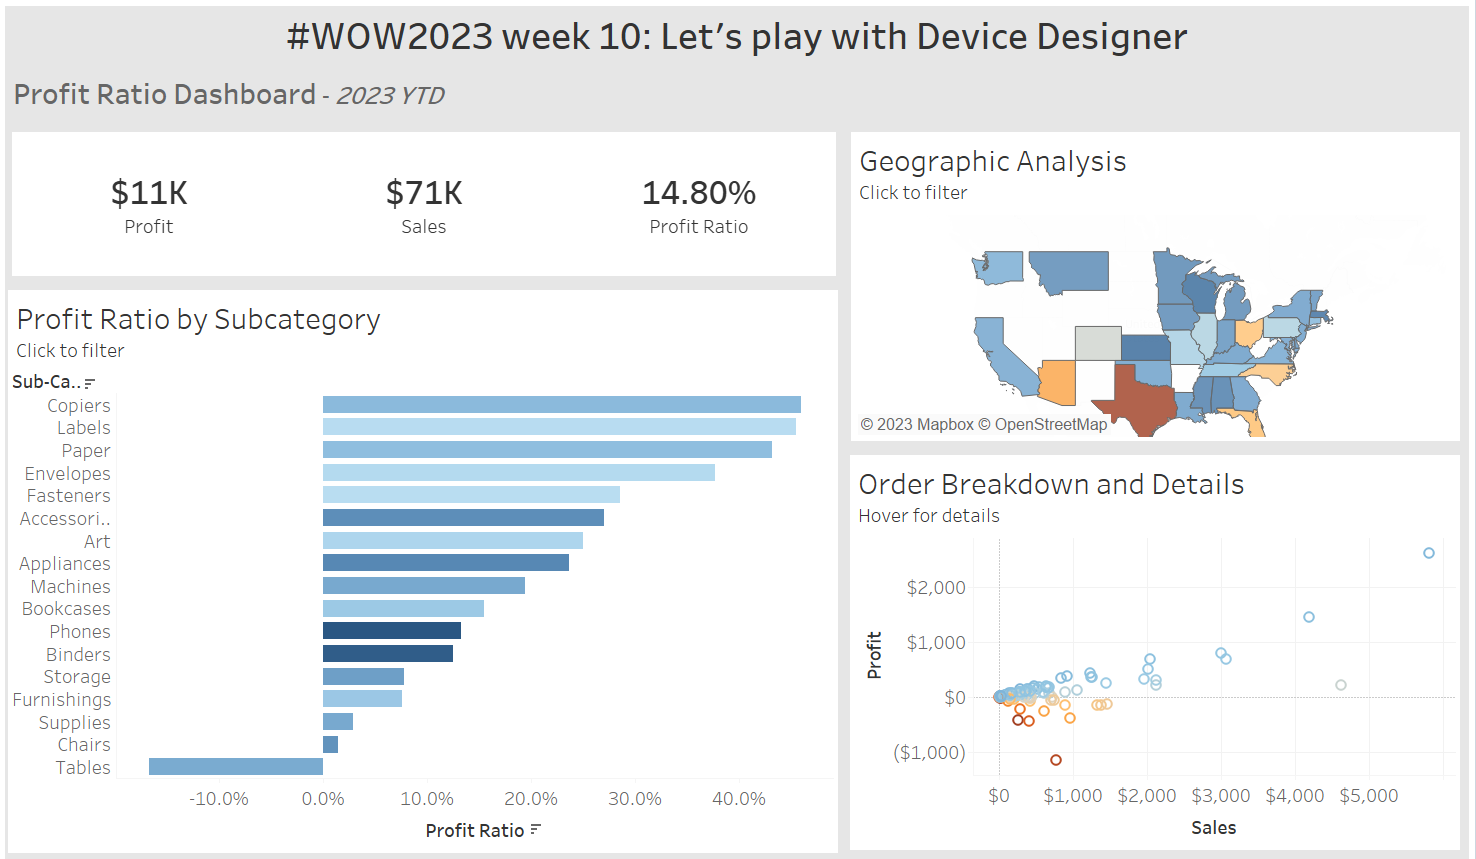 #WOW2023 week 10: Let's play with Device Designer
Profit Ratio Dashboard - 2023 YTD
$11K
Profit
$71K
Sales
14.80%
Profit Ratio
Profit Ratio by Subcategory
Click to filter
Sub-Ca..
Copiers
Labels
Paper
Envelopes
Fasteners
Accessori..
Art
Appliances
Machines
Bookcases
Phones
Binders
Storage
Furnishings
Supplies
Chairs
Tables
-10.0% 0.0% 10.0% 20.0% 30.0% 40.0%
Profit Ratio
Geographic Analysis
Click to filter
© 2023 Mapbox © OpenStreetMap
Order Breakdown and Details
Hover for details
Profit
$2,000
$1,000
$0
($1,000)
$0 $1,000 $2,000 $3,000 $4,000 $5,000
Sales